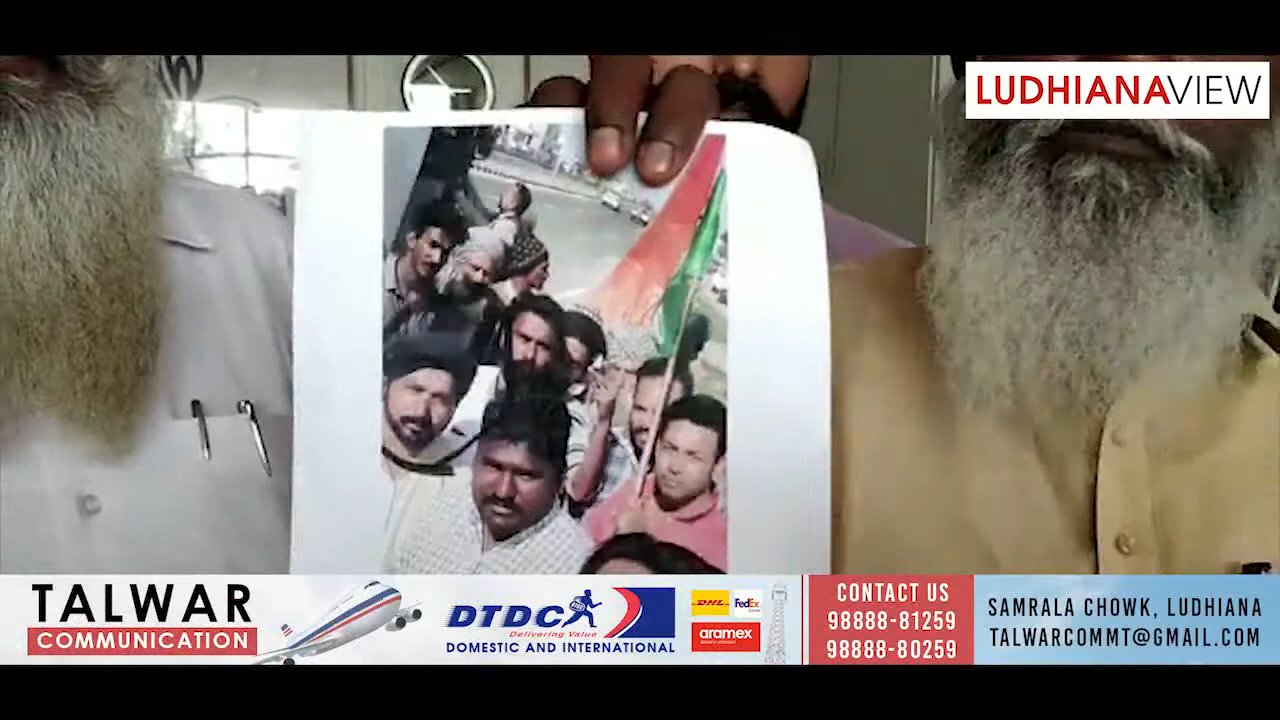 LUDHIANAVIEW
TALWAR
COMMUNICATION
DTDC
Delivering Value
DOMESTIC AND INTERNATIONAL
DHL
FedEx
aramex
CONTACT US
98888-81259
98888-80259
SAMRALA CHOWK, LUDHIANA
TALWARCOMMT@GMAIL.COM